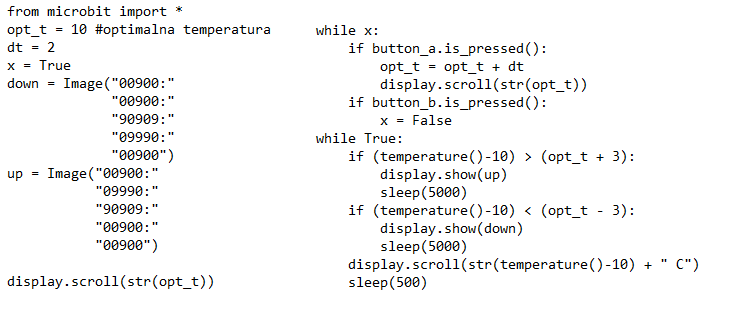 from microbit import *
opt_t = 10 #optimalna temperatura
dt = 2
x = True
down = Image("00900:"
             "00900:"
             "90909:"
             "09990:"
             "00900")
up = Image("00900:"
           "09990:"
           "90909:"
           "00900:"
           "00900")

display.scroll(str(opt_t))
while x:
    if button_a.is_pressed():
        opt_t = opt_t + dt
        display.scroll(str(opt_t))
    if button_b.is_pressed():
        x = False
while True:
    if (temperature()-10) > (opt_t + 3):
        display.show(up)
        sleep(5000)
    if (temperature()-10) < (opt_t - 3):
        display.show(down)
        sleep(5000)
    display.scroll(str(temperature()-10) + " C")
    sleep(500)